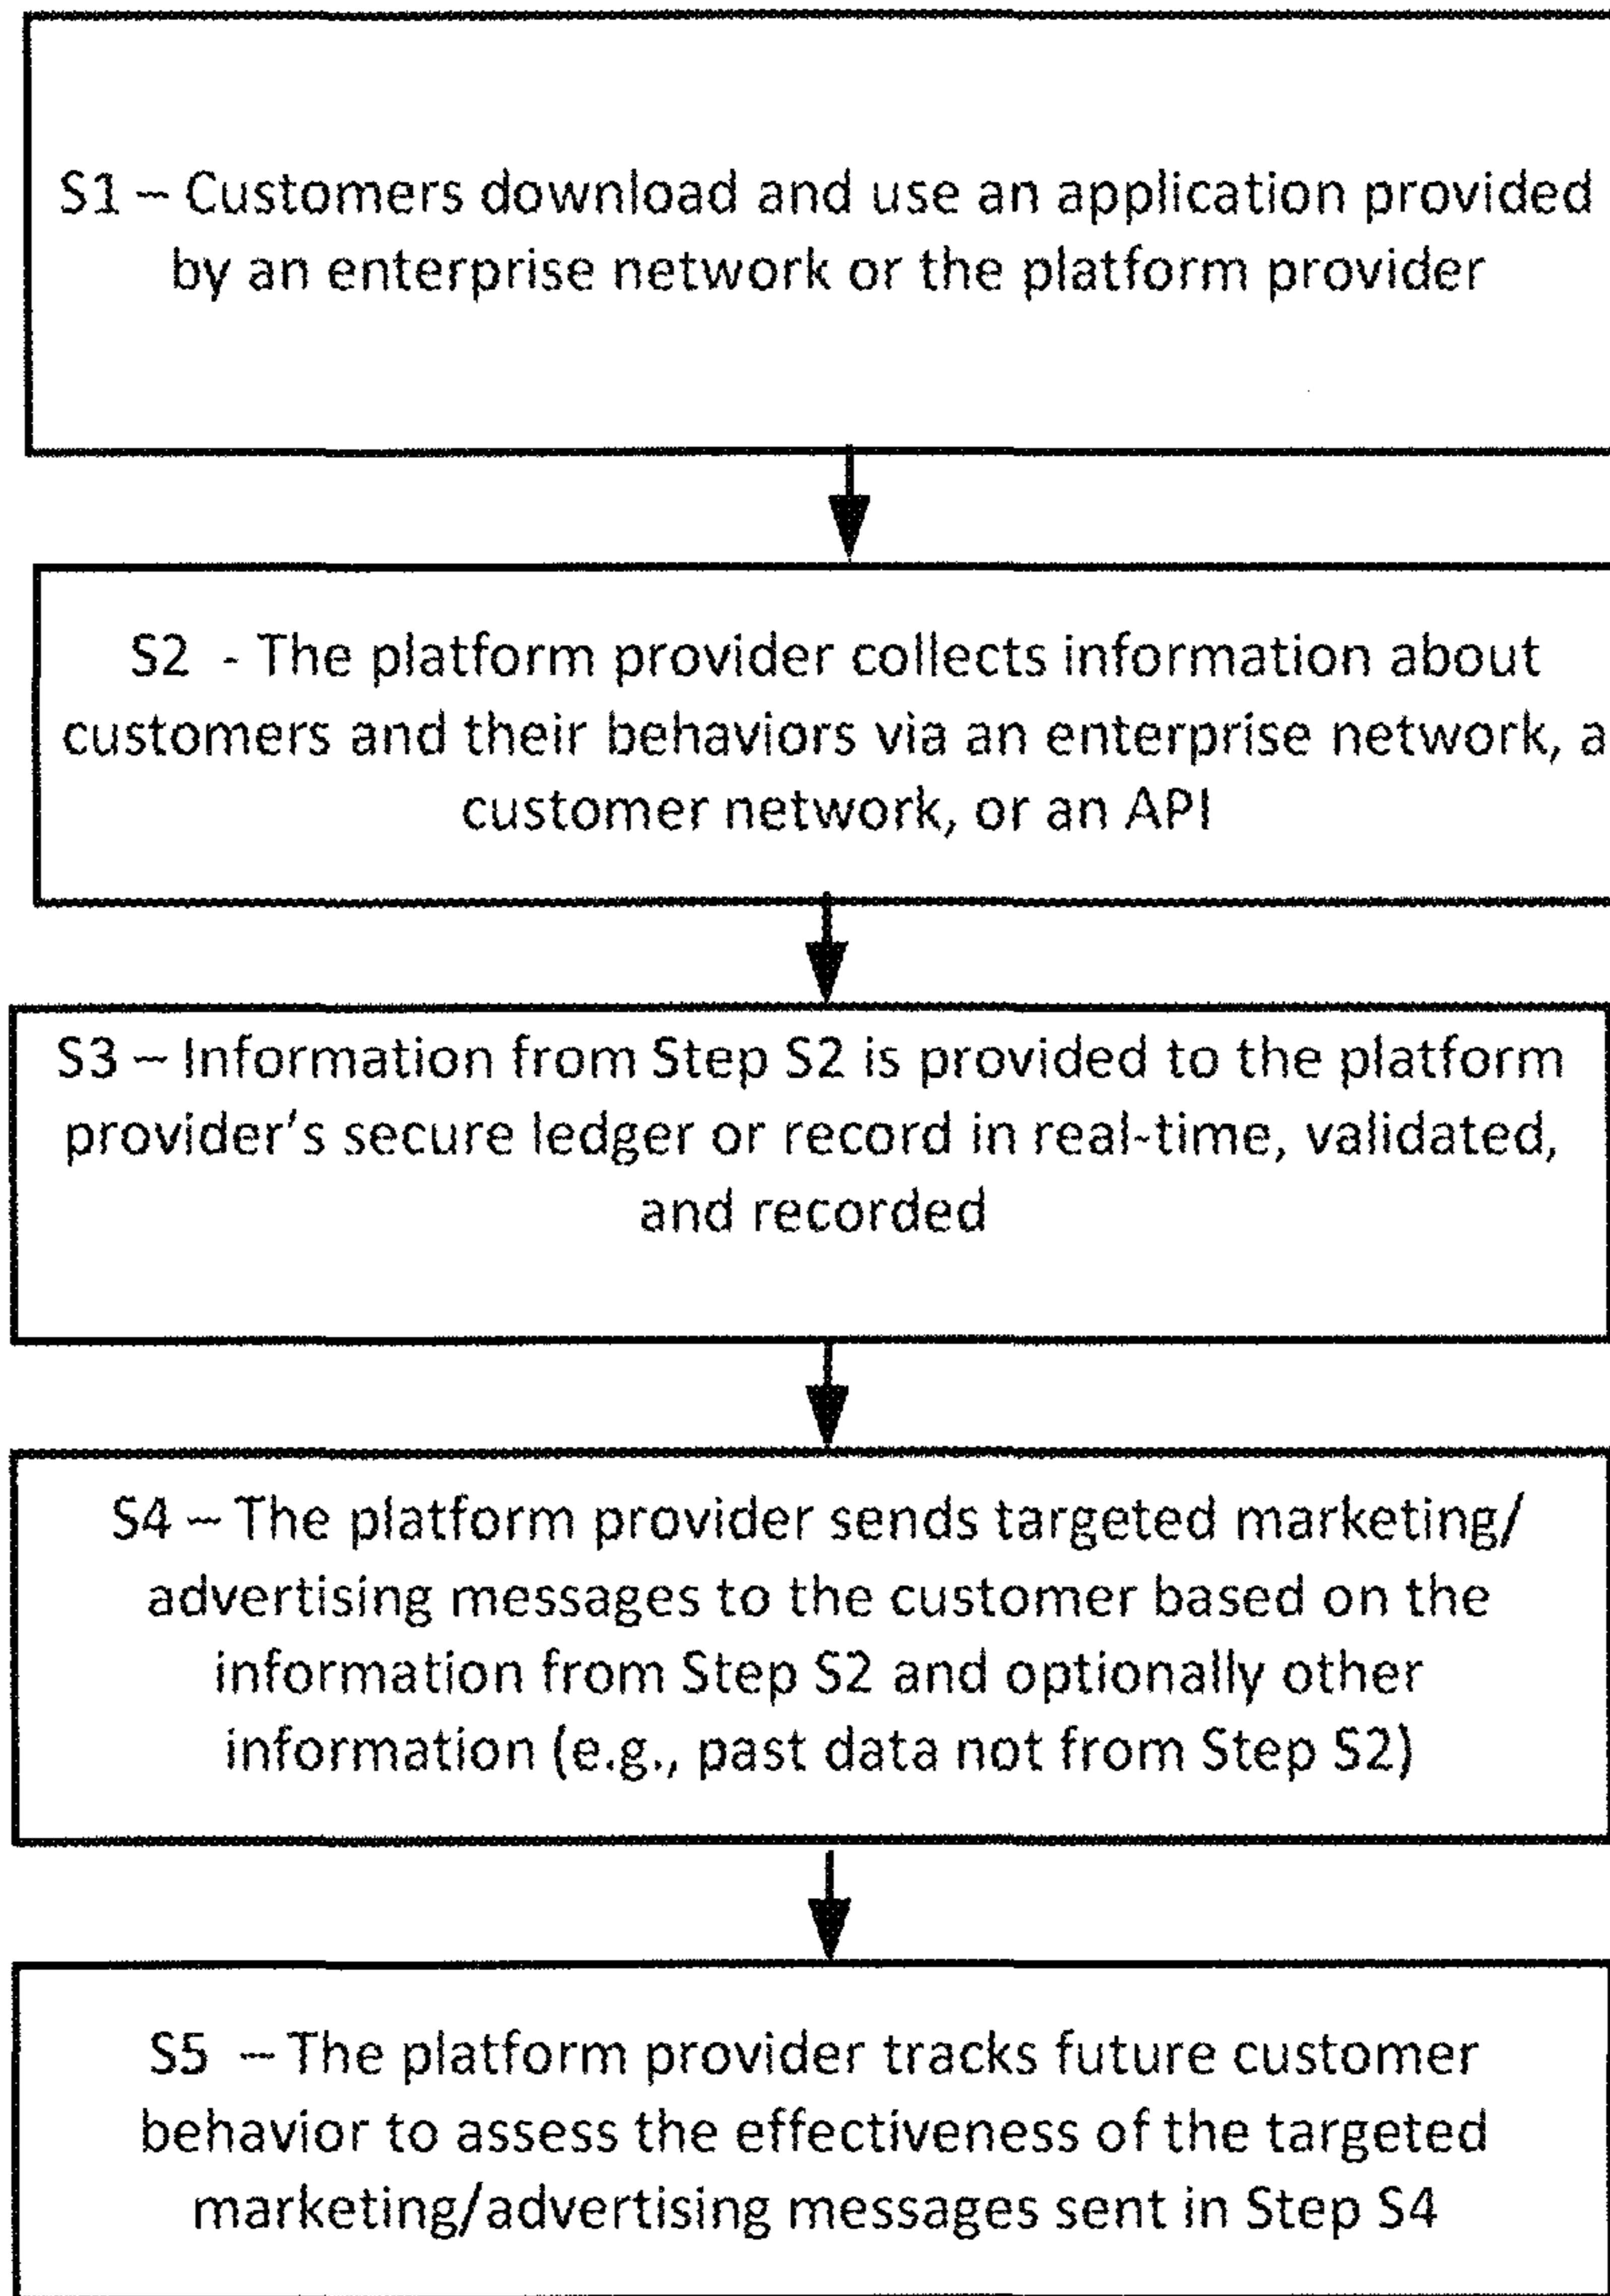 S1 – Customers download and use an application provided
by an enterprise network or the platform provider
S2 - The platform provider collects information about
customers and their behaviors via an enterprise network, a
customer network, or an API
S3 – Information from Step S2 is provided to the platform
provider's secure ledger or record in real-time, validated,
and recorded
S4 – The platform provider sends targeted marketing/
advertising messages to the customer based on the
information from Step S2 and optionally other
information (e.g., past data not from Step S2)
S5 – The platform provider tracks future customer
behavior to assess the effectiveness of the targeted
marketing/advertising messages sent in Step S4